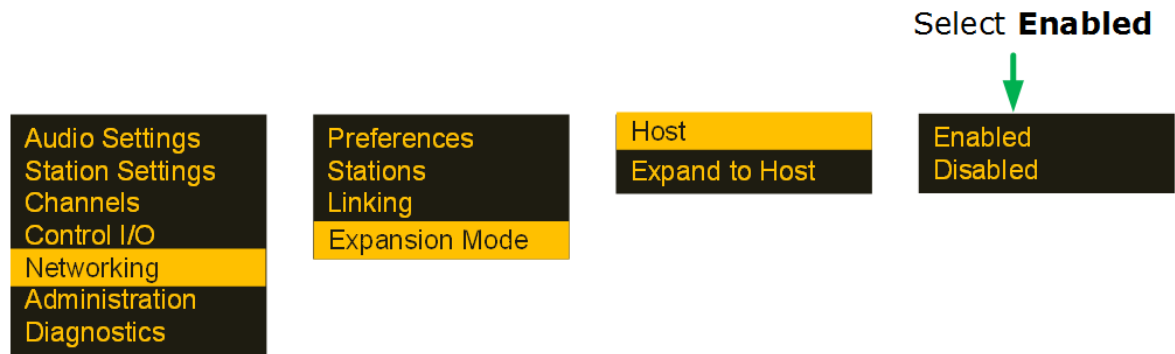 Select Enabled
Audio Settings
Station Settings
Channels
Control I/O
Networking
Administration
Diagnostics
Preferences
Stations
Linking
Expansion Mode
Host
Expand to Host
Enabled
Disabled